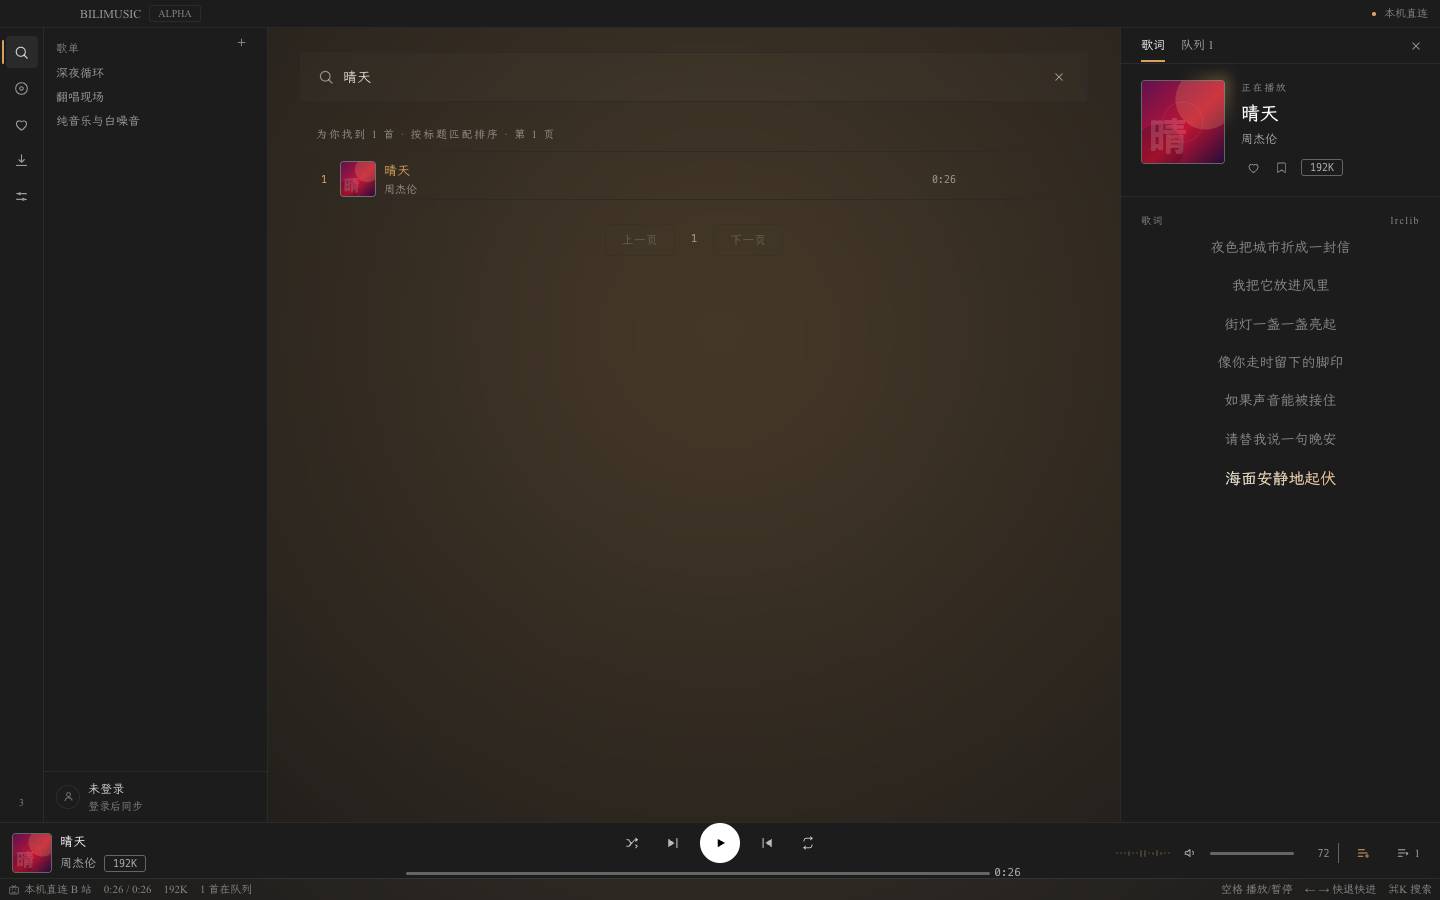 BILIMUSIC ALPHA
本机直连
歌单
深夜循环
翻唱现场
纯音乐与白噪音
3
未登录
登录后同步
晴天
为你找到 1 首 · 按标题匹配排序 · 第 1 页
1
晴
晴天
周杰伦
0:26
上一页 1 下一页
歌词 队列 1
晴
正在播放
晴天
周杰伦
192K
歌词 lrclib
夜色把城市折成一封信
我把它放进风里
街灯一盏一盏亮起
像你走时留下的脚印
如果声音能被接住
请替我说一句晚安
海面安静地起伏
晴
晴天
周杰伦 192K
0:26
72
1
本机直连 B 站 0:26 / 0:26 192K 1 首在队列
空格 播放/暂停 ← → 快退快进 ⌘K 搜索